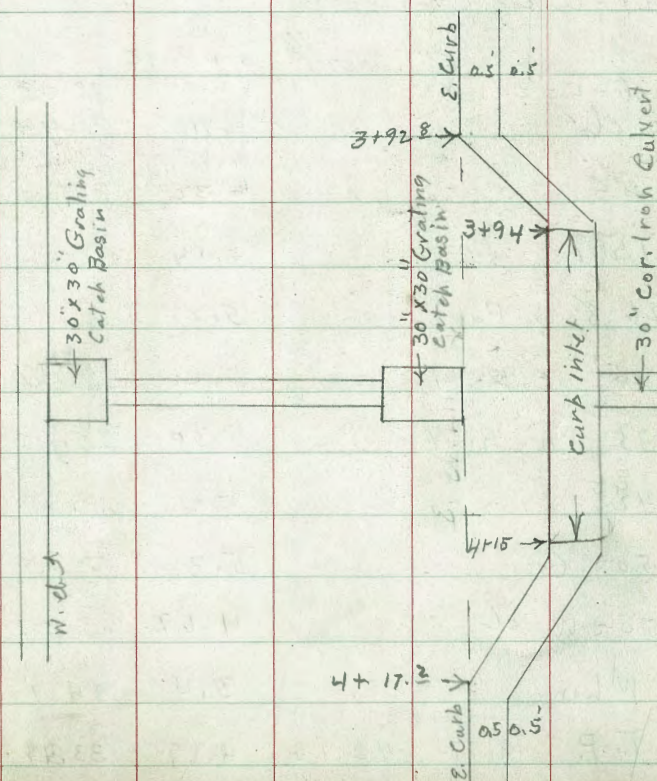 E. Curb
0.5-
0.5-
3+92 8
30"x30" Grating
Catch Basin
30"x30" Grating
Catch Basin
3+94
Curb inlet
30" Cor. Iron Culvert
4+15
4+17.2
E. Curb
0.5
0.5-